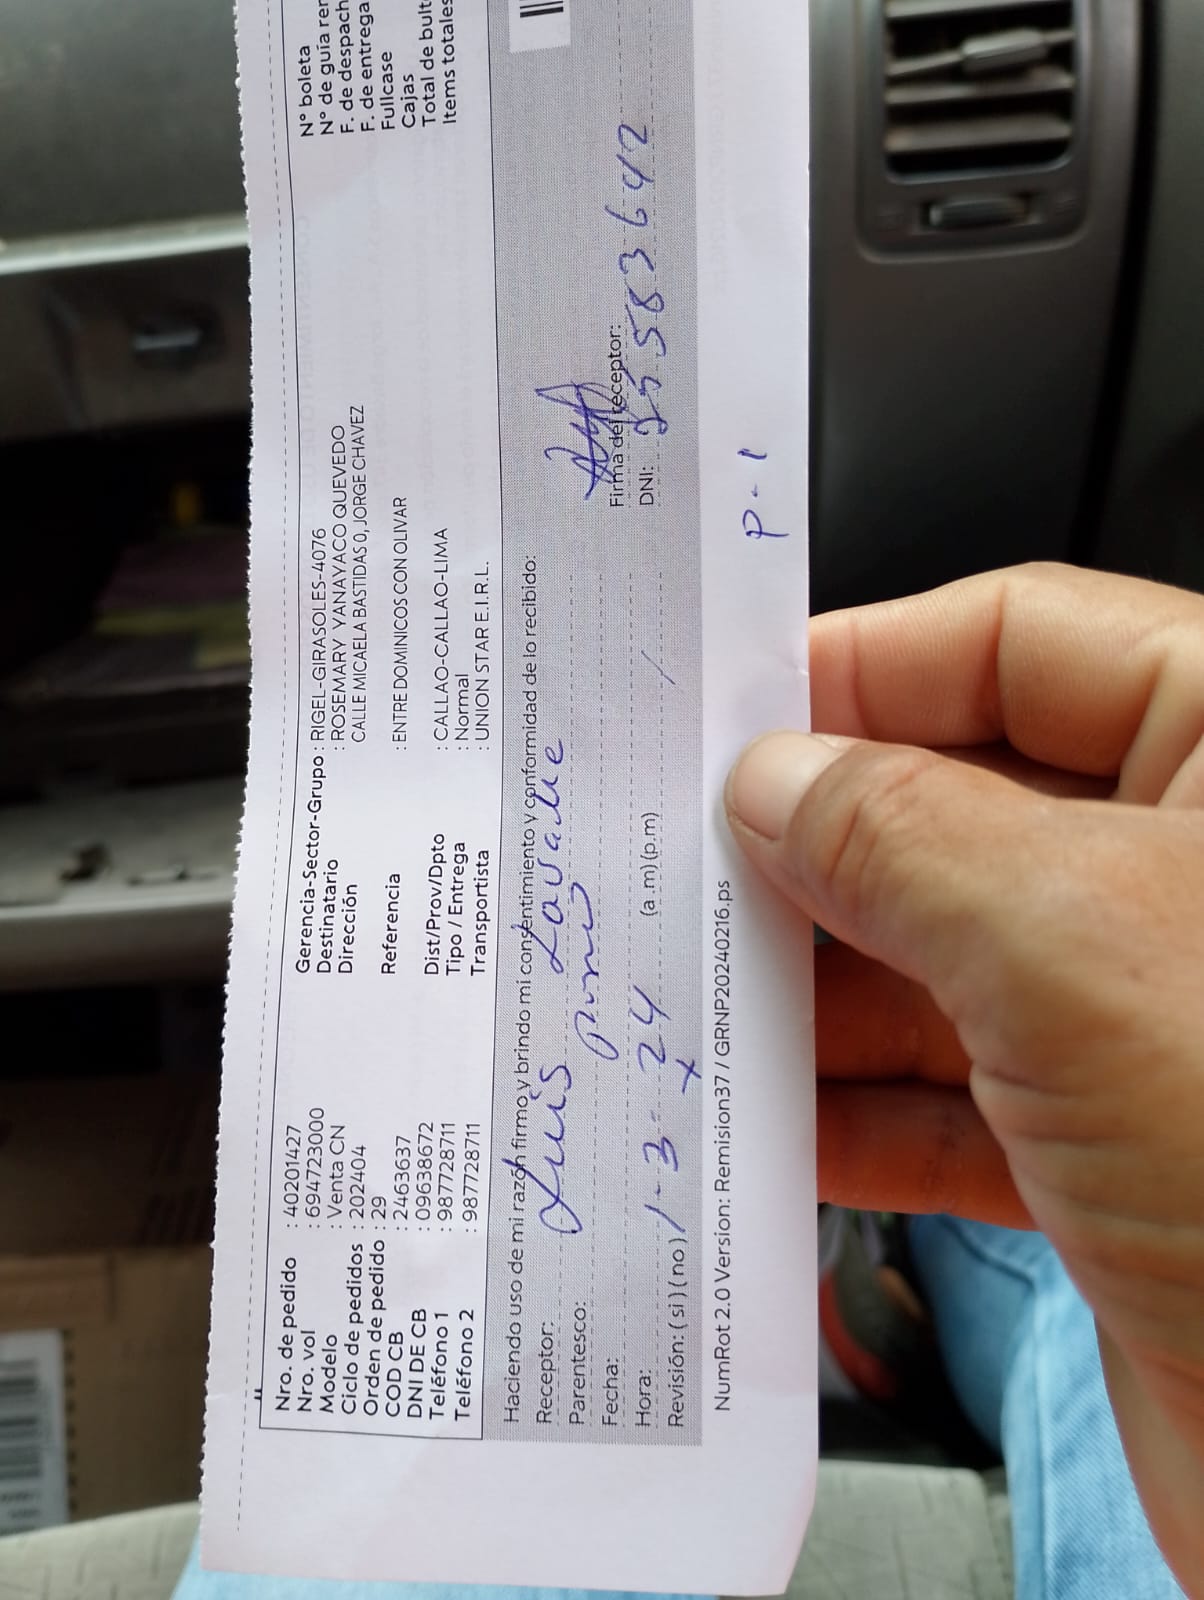 Nro. de pedido : 40201427
Nro. vol : 694723000
Modelo : Venta CN
Ciclo de pedidos : 202404
Orden de pedido : 29
COD CB : 2463637
DNI DE CB : 09638672
Teléfono 1 : 987728711
Teléfono 2 : 987728711
Gerencia-Sector-Grupo : RIGEL-GIRASOLES-4076
Destinatario : ROSEMARY YANAYACO QUEVEDO
Dirección CALLE MICAELA BASTIDAS 0, JORGE CHAVEZ
Referencia : ENTRE DOMINICOS CON OLIVAR
Dist/Prov/Dpto : CALLAO-CALLAO-LIMA
Tipo / Entrega : Normal
Transportista : UNION STAR E.I.R.L.
N° boleta
N° de guía rem
F. de despach
F. de entrega
Fullcase
Cajas
Total de bult
Items totales
Haciendo uso de mi razón firmo y brindo mi consentimiento y conformidad de lo recibido:
Receptor: Luis
Parentesco:
Fecha: 1-3-24
Firma del receptor:
Hora: (a.m) (p.m)
DNI: 25583642
Revisión: ( si ) ( no )
NumRot 2.0 Version: Remision37 / GRNP20240216.ps
P-1